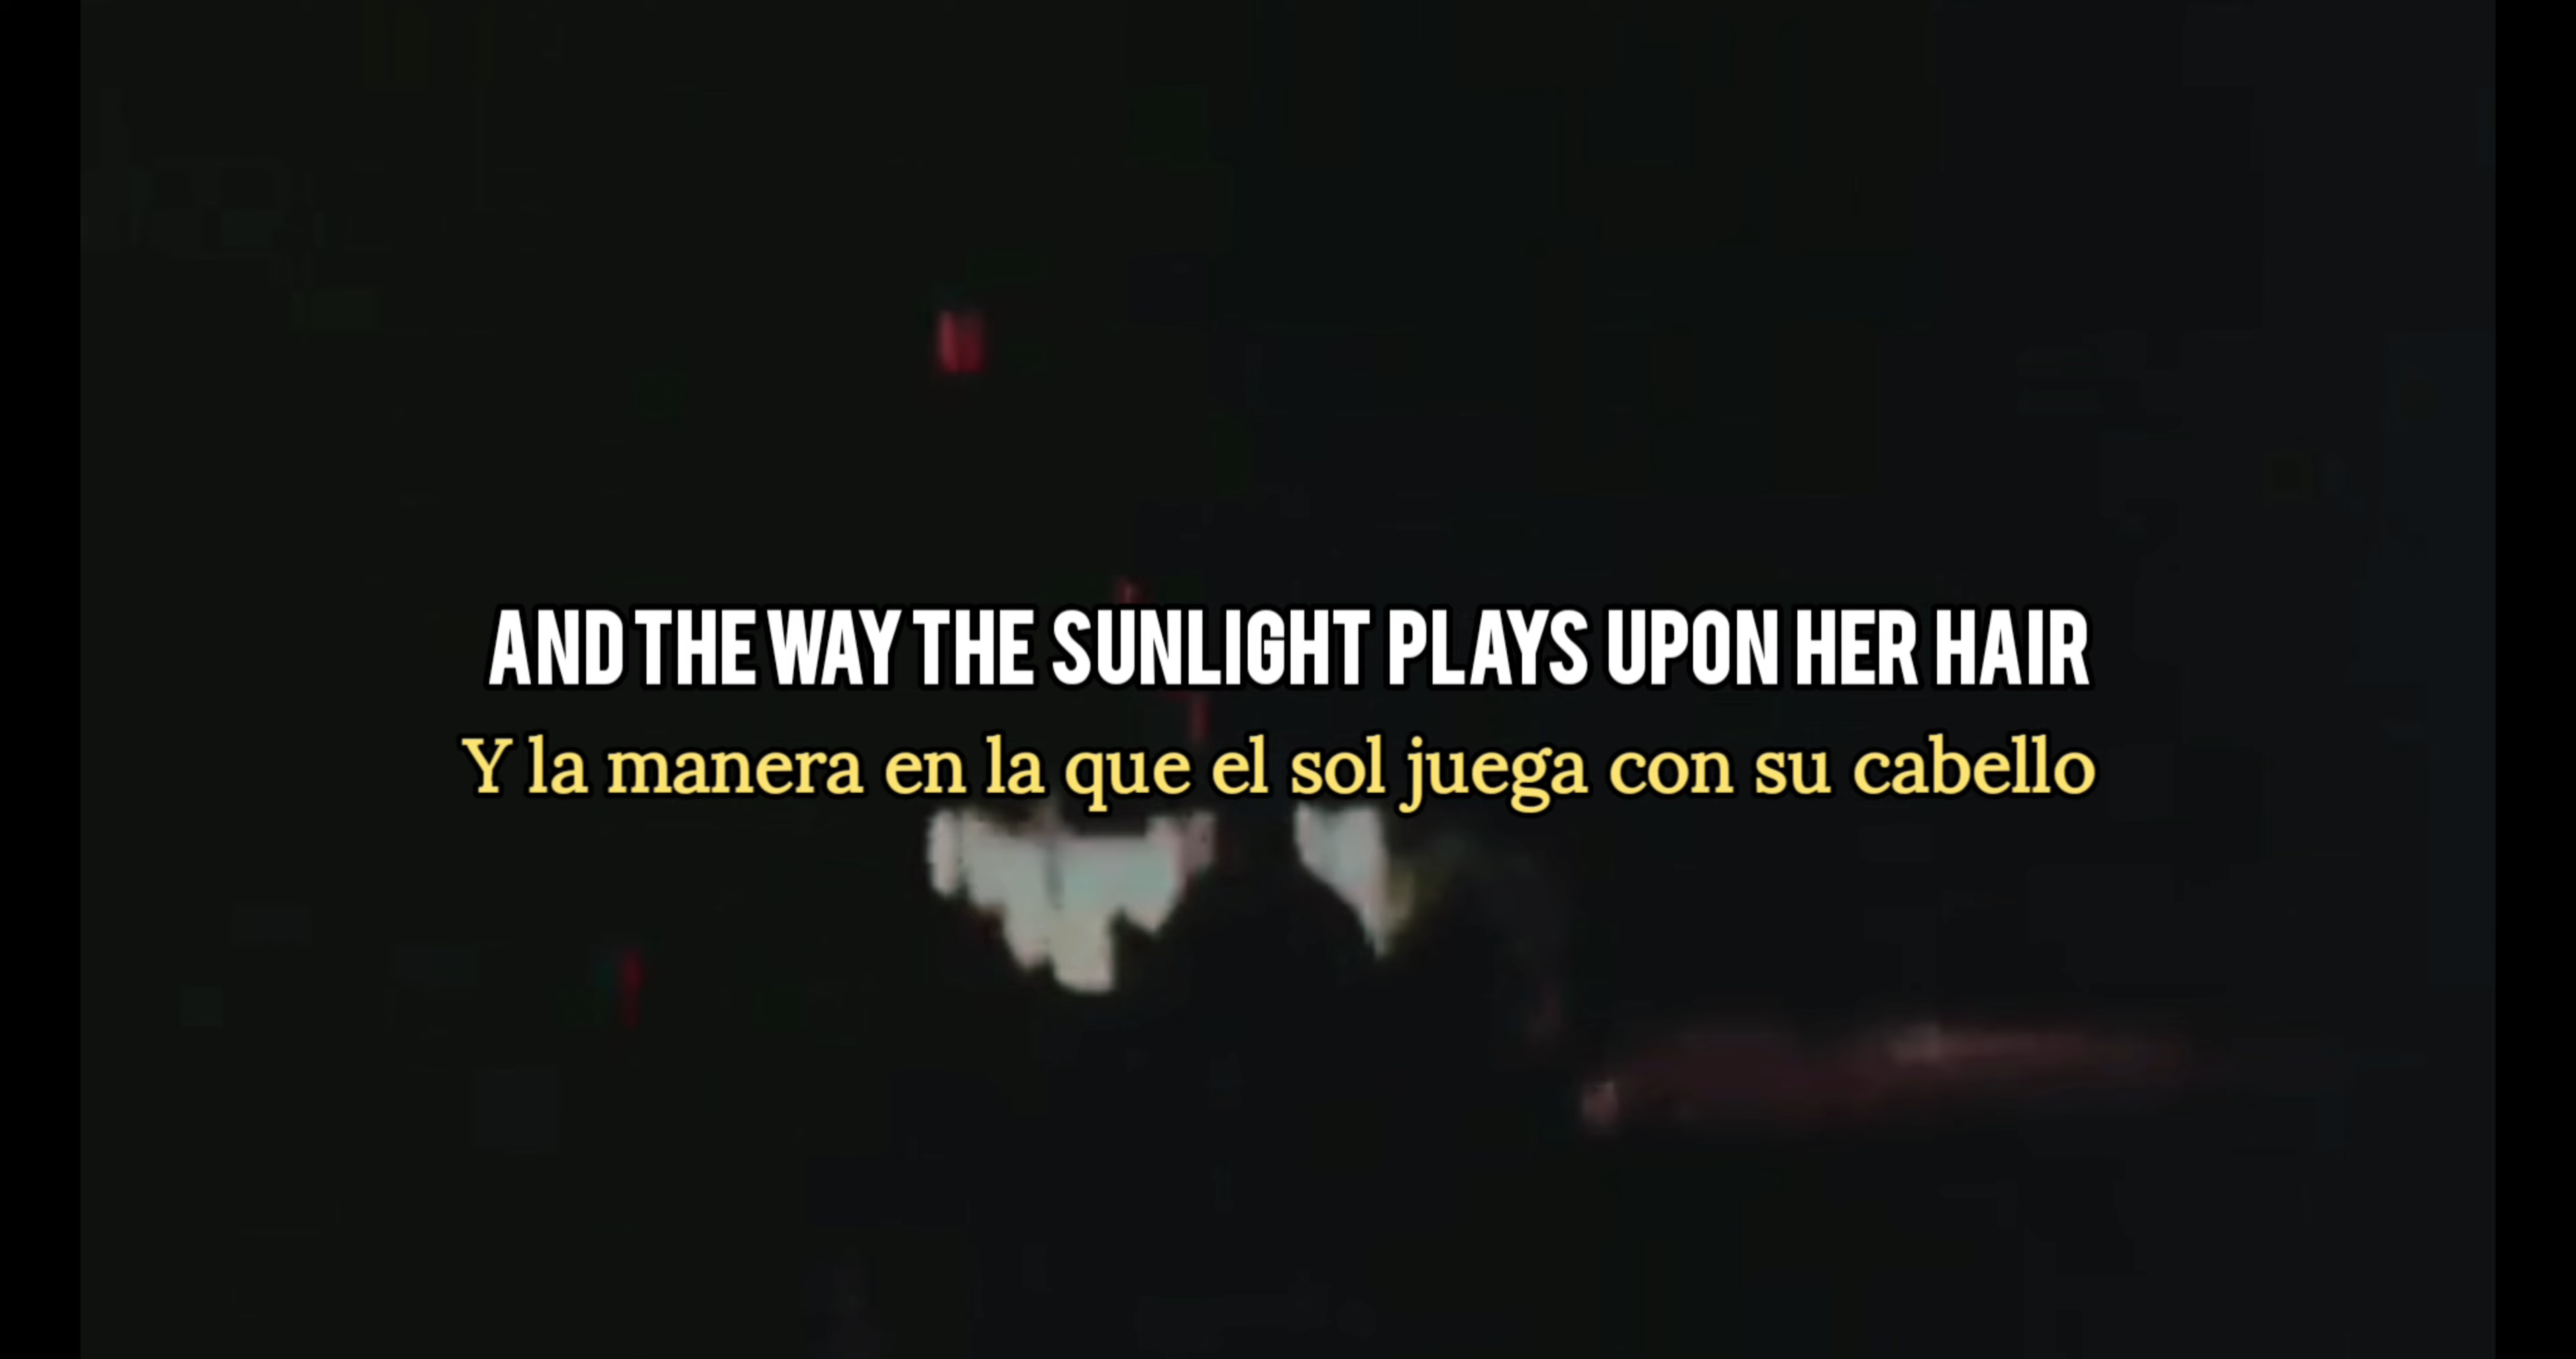 AND THE WAY THE SUNLIGHT PLAYS UPON HER HAIR
Y la manera en la que el sol juega con su cabello